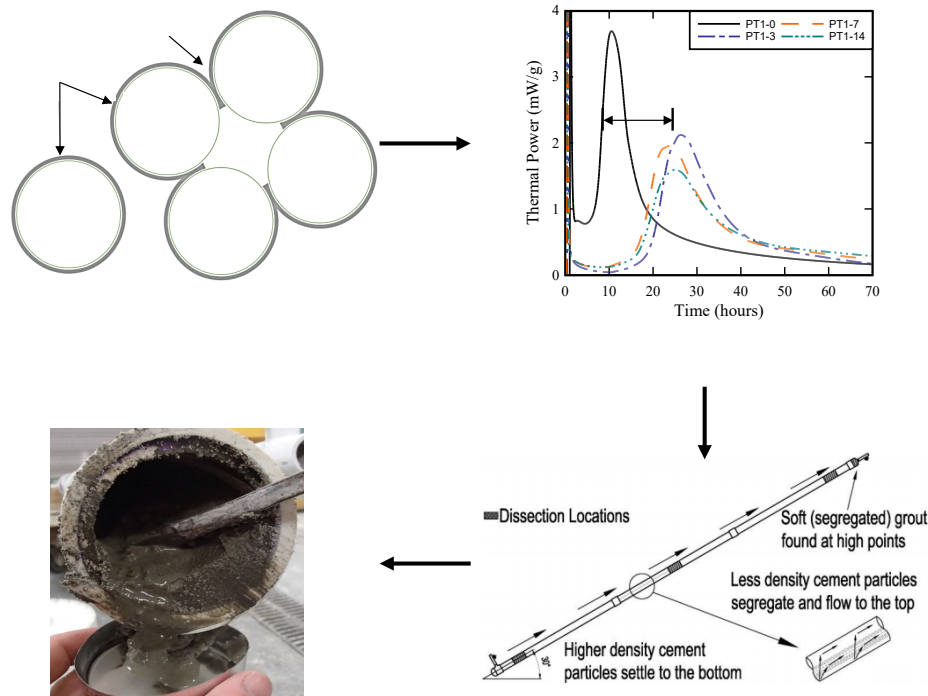 4
PT1-0 PT1-7
PT1-3 PT1-14
3
2
1
0
Thermal Power (mW/g)
0 10 20 30 40 50 60 70
Time (hours)
Dissection Locations
Soft (segregated) grout
found at high points
Less density cement particles
segregate and flow to the top
Higher density cement
particles settle to the bottom
30°